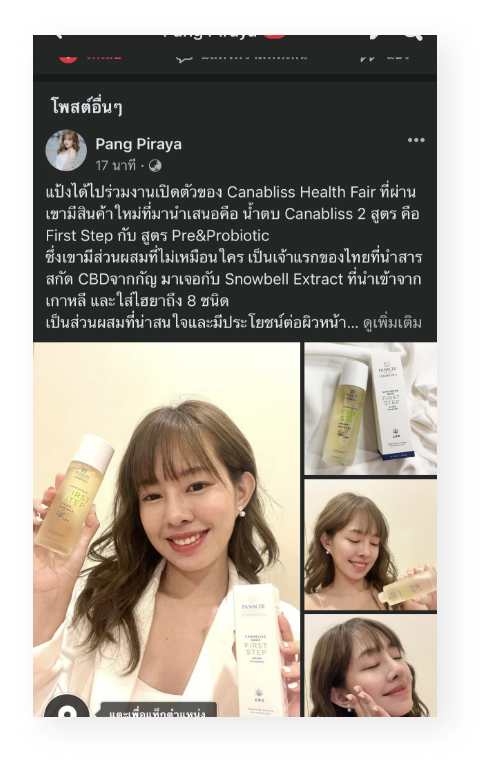 Pang Piraya
โพสต์อื่นๆ
Pang Piraya
17 นาที ·
แป้งได้ไปร่วมงานเปิดตัวของ Canabliss Health Fair ที่ผ่าน
เขามีสินค้าใหม่ที่มานำเสนอคือ น้ำตบ Canabliss 2 สูตร คือ
First Step กับ สูตร Pre&Probiotic
ซึ่งเขามีส่วนผสมที่ไม่เหมือนใคร เป็นเจ้าแรกของไทยที่นำสาร
สกัด CBDจากกัญ มาเจอกับ Snowbell Extract ที่นำเข้าจาก
เกาหลี และใส่ไฮยาถึง 8 ชนิด
เป็นส่วนผสมที่น่าสนใจและมีประโยชน์ต่อผิวหน้า... ดูเพิ่มเติม
FIRST
STEP
PANACEE
CANABLISS
FIRST
STEP
CBD
FIRST
STEP
PANACEE
FIRST
STEP
แตะเพื่อแท็กตำแหน่ง